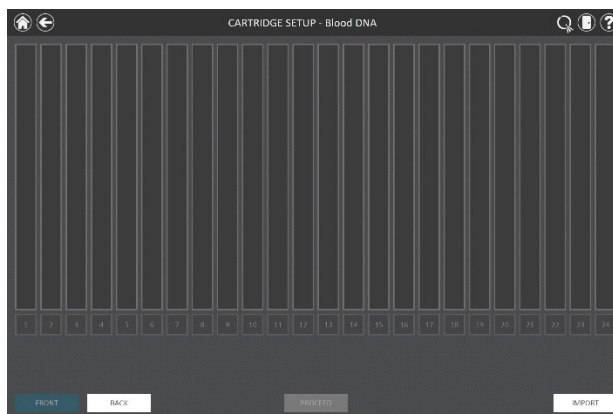 CARTRIDGE SETUP - Blood DNA
?
1 2 3 4 5 6 7 8 9 10 11 12 13 14 15 16 17 18 19 20 21 22 23 24
FRONT BACK PROCEED IMPORT